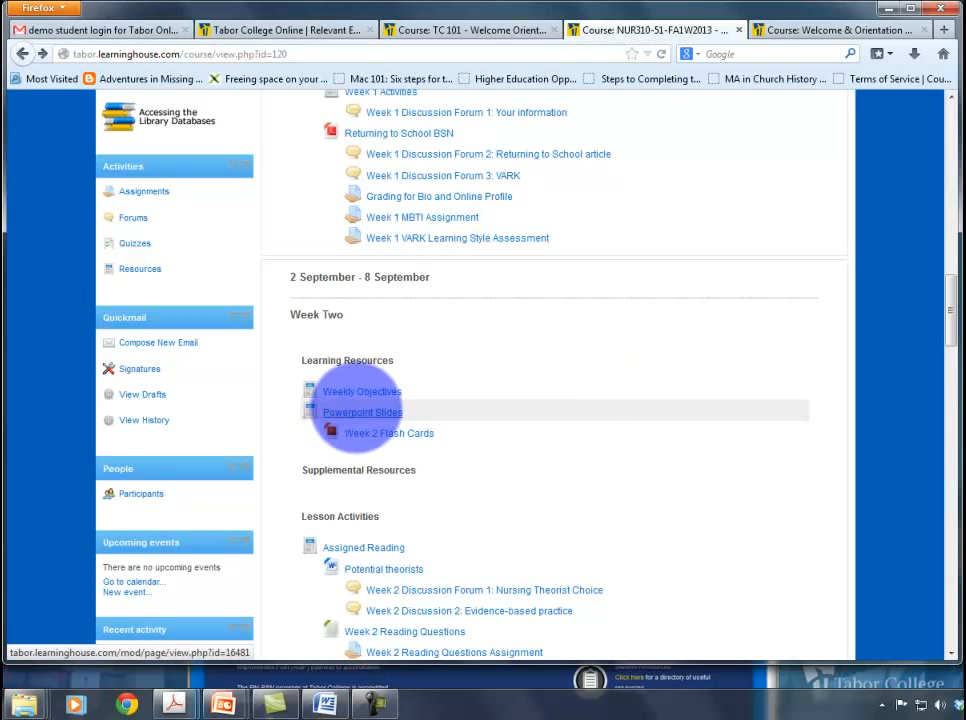 Firefox
demo student login for Tabor Onl...
Tabor College Online | Relevant E...
Course: TC 101 - Welcome Orient...
Course: NUR310-51-FA1W2013 - ...
Course: Welcome & Orientation ...
tabor.learninghouse.com/course/view.php?id=120
Google
Most Visited
Adventures in Missing ...
Freeing space on your ...
Mac 101: Six steps for t...
Higher Education Opp...
Steps to Completing t...
MA in Church History ...
Terms of Service | Cou...
Accessing the
Library Databases
Activities
Assignments
Forums
Quizzes
Resources
Quickmail
Compose New Email
Signatures
View Drafts
View History
People
Participants
Upcoming events
There are no upcoming events
Go to calendar...
New event...
Recent activity
Week 1 Activities
Week 1 Discussion Forum 1: Your information
Returning to School BSN
Week 1 Discussion Forum 2: Returning to School article
Week 1 Discussion Forum 3: VARK
Grading for Bio and Online Profile
Week 1 MBTI Assignment
Week 1 VARK Learning Style Assessment
2 September - 8 September
Week Two
Learning Resources
Weekly Objectives
Powerpoint Slides
Week 2 Flash Cards
Supplemental Resources
Lesson Activities
Assigned Reading
Potential theorists
Week 2 Discussion Forum 1: Nursing Theorist Choice
Week 2 Discussion 2: Evidence-based practice
Week 2 Reading Questions
Week 2 Reading Questions Assignment
tabor.learninghouse.com/mod/page/view.php?id=16481
Click here for a directory of useful
Tabor College